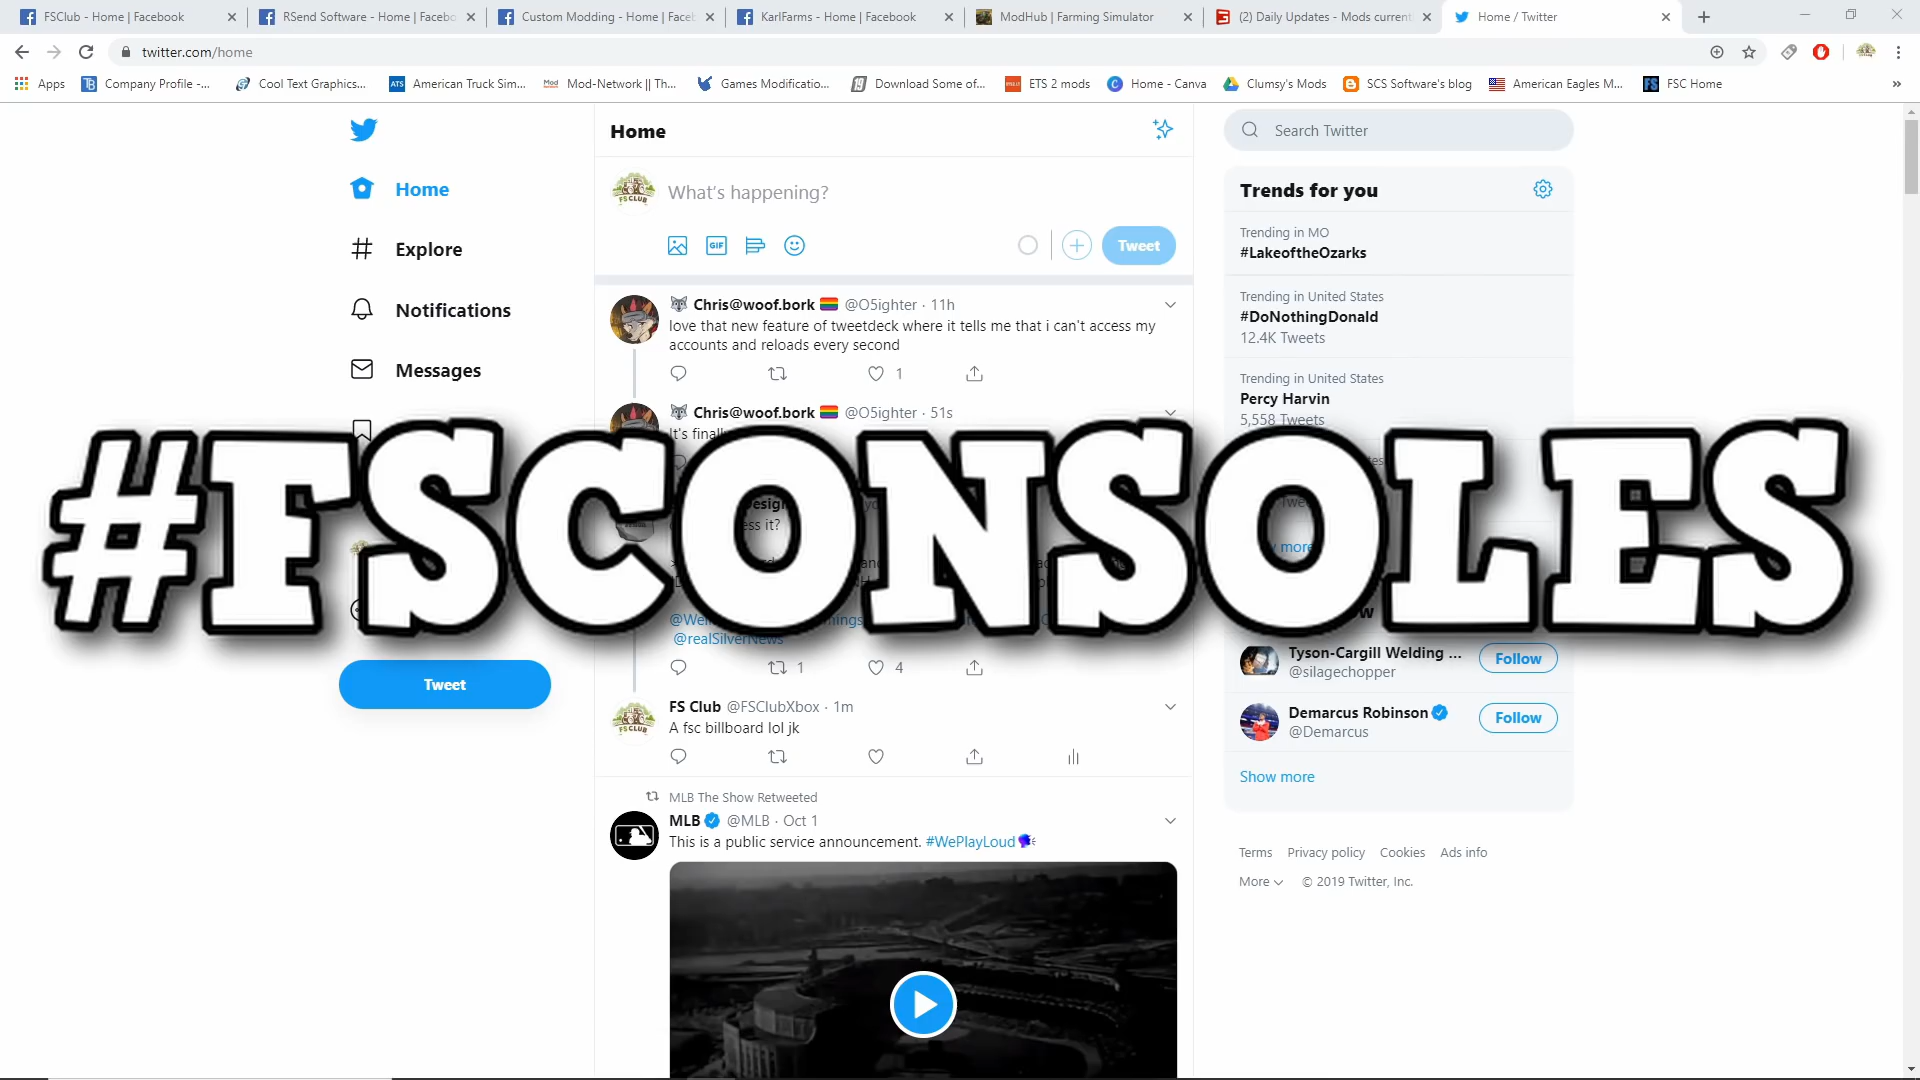 FSClub - Home | Facebook
RSend Software - Home | Facebo
Custom Modding - Home | Faceb
KarlFarms - Home | Facebook
ModHub | Farming Simulator
(2) Daily Updates - Mods current
Home / Twitter
twitter.com/home
Apps
Company Profile -...
Cool Text Graphics...
American Truck Sim...
Mod-Network || Th...
Games Modificatio...
Download Some of...
ETS 2 mods
Home - Canva
Clumsy's Mods
SCS Software's blog
American Eagles M...
FSC Home
Home
Explore
Notifications
Messages
Tweet
Home
What's happening?
GIF
Tweet
Chris@woof.bork @O5ighter · 11h
love that new feature of tweetdeck where it tells me that i can't access my
accounts and reloads every second
1
Chris@woof.bork @O5ighter · 51s
It's finall
#FSCONSOLES
@realSilverNews
1
4
FS Club @FSClubXbox · 1m
A fsc billboard lol jk
MLB The Show Retweeted
MLB @MLB · Oct 1
This is a public service announcement. #WePlayLoud
Search Twitter
Trends for you
Trending in MO
#LakeoftheOzarks
Trending in United States
#DoNothingDonald
12.4K Tweets
Trending in United States
Percy Harvin
5,558 Tweets
more
Tyson-Cargill Welding ...
@silagechopper
Follow
Demarcus Robinson
@Demarcus
Follow
Show more
Terms Privacy policy Cookies Ads info
More © 2019 Twitter, Inc.